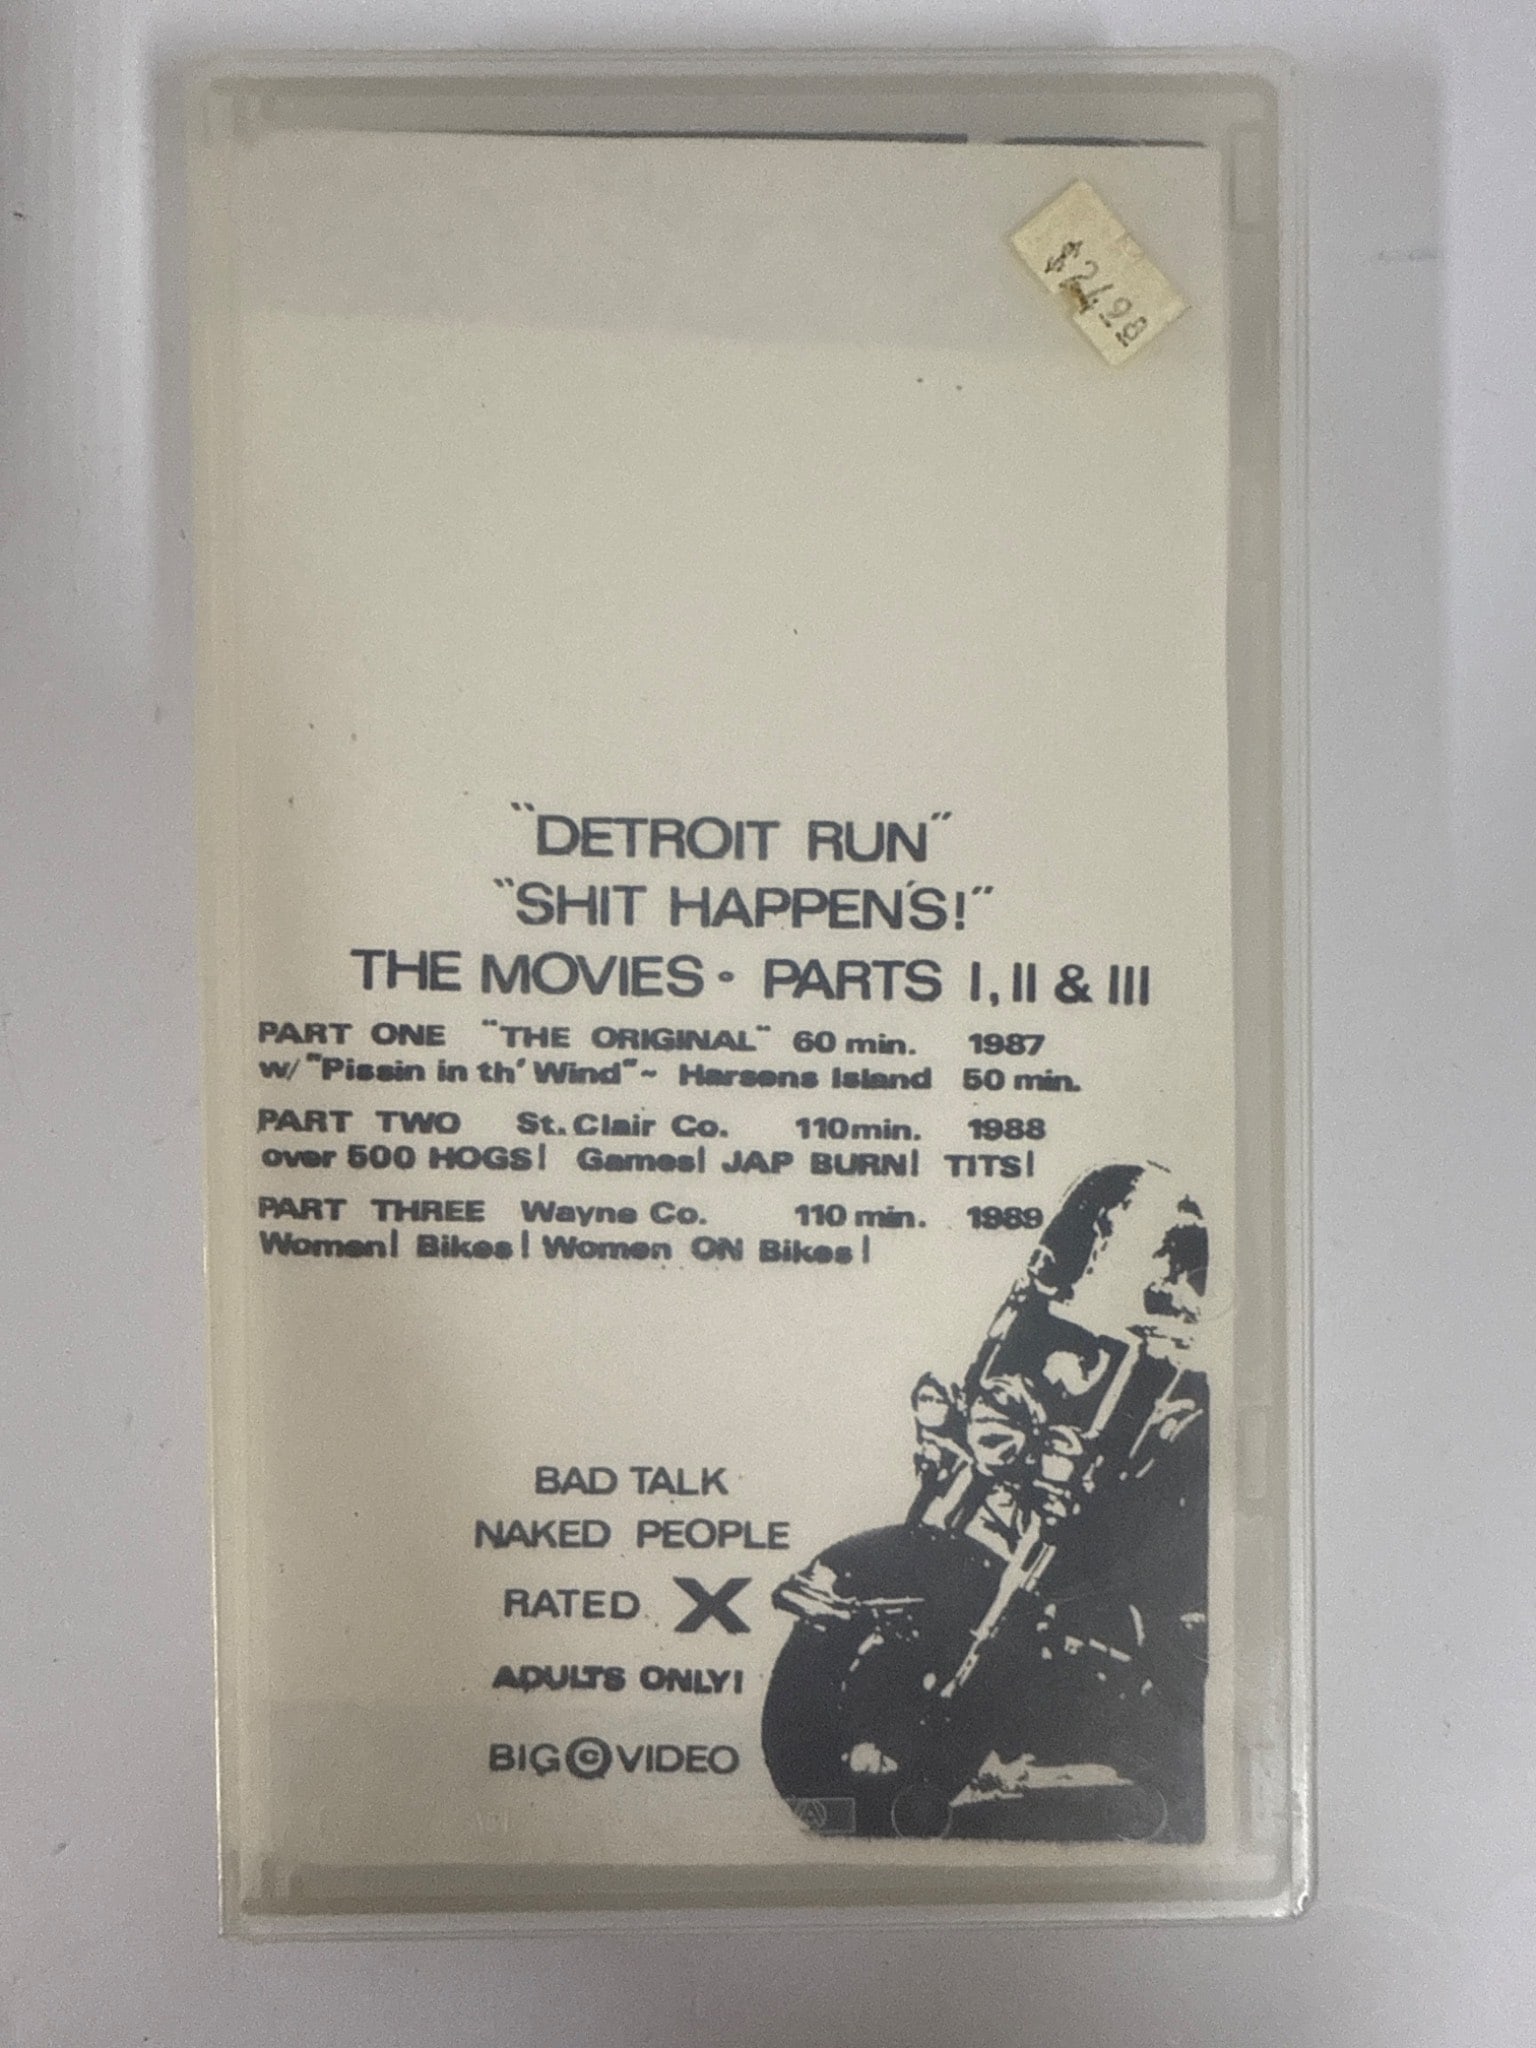 $24.98
"DETROIT RUN"
"SHIT HAPPEN'S!"
THE MOVIES • PARTS I, II & III
PART ONE "THE ORIGINAL" 60 min. 1987
w/ "Pissin in th' Wind" ~ Harsens Island 50 min.
PART TWO St. Clair Co. 110 min. 1988
over 500 HOGS! Games! JAP BURN! TITS!
PART THREE Wayne Co. 110 min. 1989
Women! Bikes! Women ON Bikes!
BAD TALK
NAKED PEOPLE
RATED X
ADULTS ONLY!
BIG © VIDEO